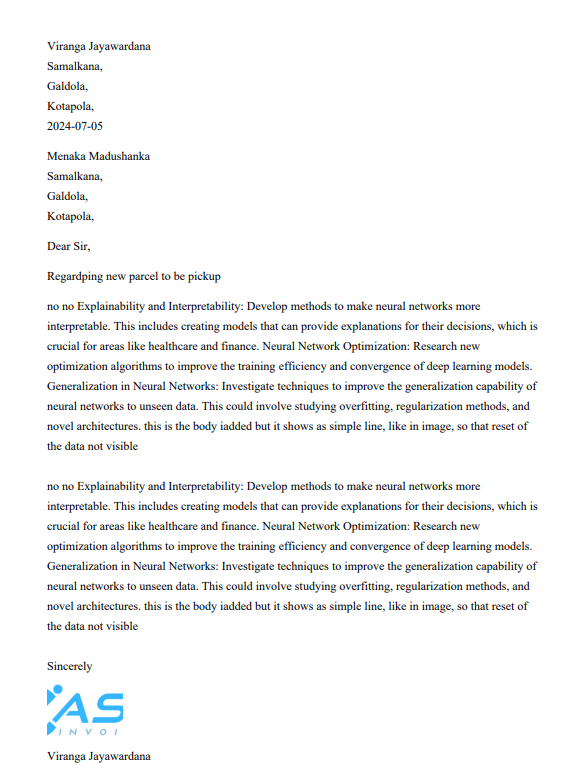 Viranga Jayawardana
Samalkana,
Galdola,
Kotapola,
2024-07-05
Menaka Madushanka
Samalkana,
Galdola,
Kotapola,
Dear Sir,
Regardping new parcel to be pickup
no no Explainability and Interpretability: Develop methods to make neural networks more
interpretable. This includes creating models that can provide explanations for their decisions, which is
crucial for areas like healthcare and finance. Neural Network Optimization: Research new
optimization algorithms to improve the training efficiency and convergence of deep learning models.
Generalization in Neural Networks: Investigate techniques to improve the generalization capability of
neural networks to unseen data. This could involve studying overfitting, regularization methods, and
novel architectures. this is the body iadded but it shows as simple line, like in image, so that reset of
the data not visible
no no Explainability and Interpretability: Develop methods to make neural networks more
interpretable. This includes creating models that can provide explanations for their decisions, which is
crucial for areas like healthcare and finance. Neural Network Optimization: Research new
optimization algorithms to improve the training efficiency and convergence of deep learning models.
Generalization in Neural Networks: Investigate techniques to improve the generalization capability of
neural networks to unseen data. This could involve studying overfitting, regularization methods, and
novel architectures. this is the body iadded but it shows as simple line, like in image, so that reset of
the data not visible
Sincerely
AS
INVOI
Viranga Jayawardana